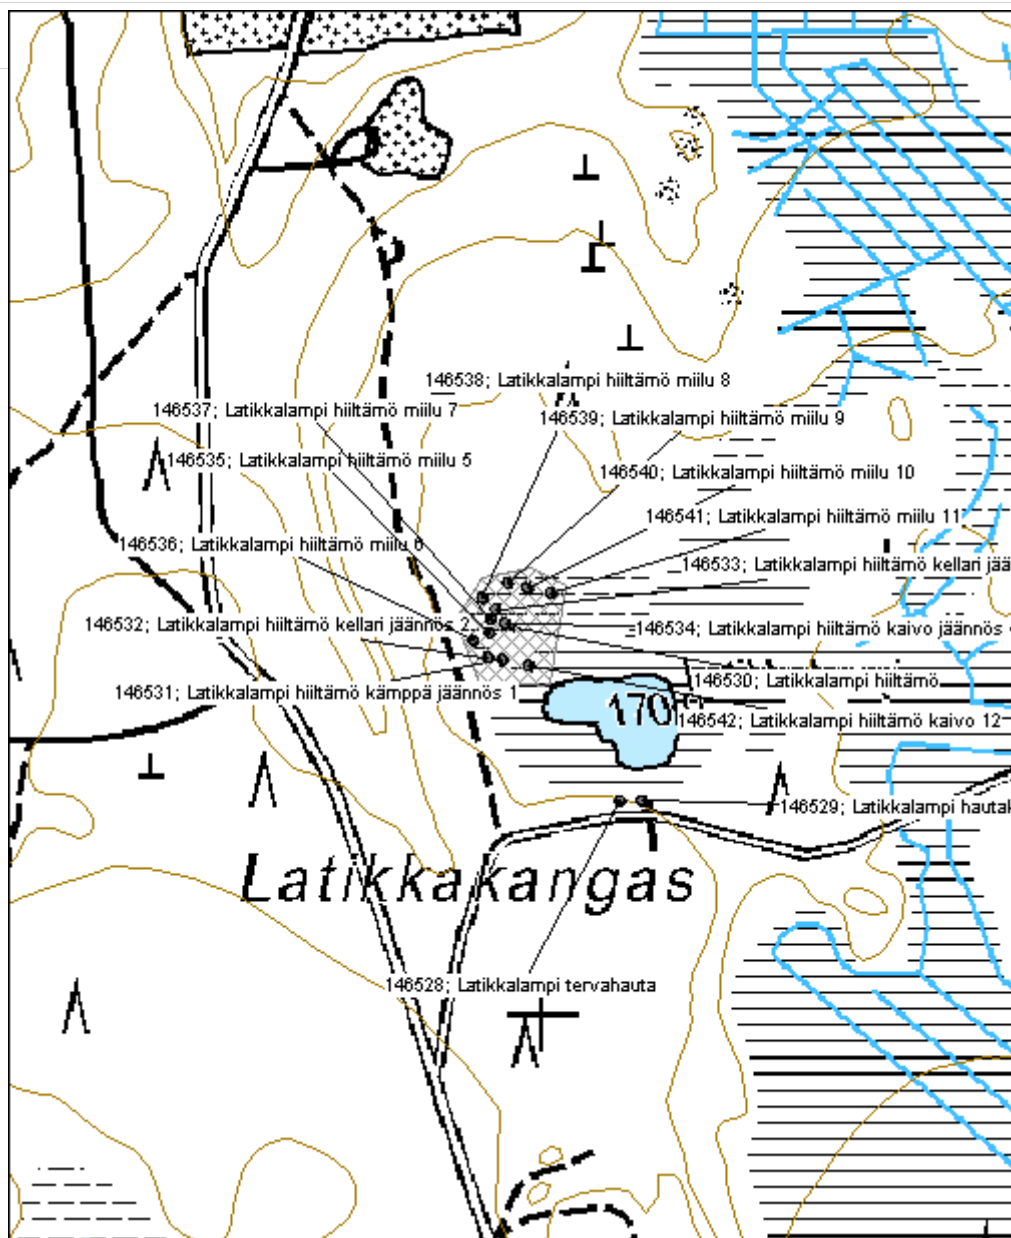 146538; Latikkalampi hiiltämö miilu 8
146537; Latikkalampi hiiltämö miilu 7
146539; Latikkalampi hiiltämö miilu 9
146535; Latikkalampi hiiltämö miilu 5
146540; Latikkalampi hiiltämö miilu 10
146541; Latikkalampi hiiltämö miilu 11
146536; Latikkalampi hiiltämö miilu 6
146533; Latikkalampi hiiltämö kellari jää
146532; Latikkalampi hiiltämö kellari jäännös 2
146534; Latikkalampi hiiltämö kaivo jäännös
146530; Latikkalampi hiiltämö
146531; Latikkalampi hiiltämö kämppä jäännös 1
170
146542; Latikkalampi hiiltämö kaivo 12
146529; Latikkalampi hautak
Latikkakangas
146528; Latikkalampi tervahauta